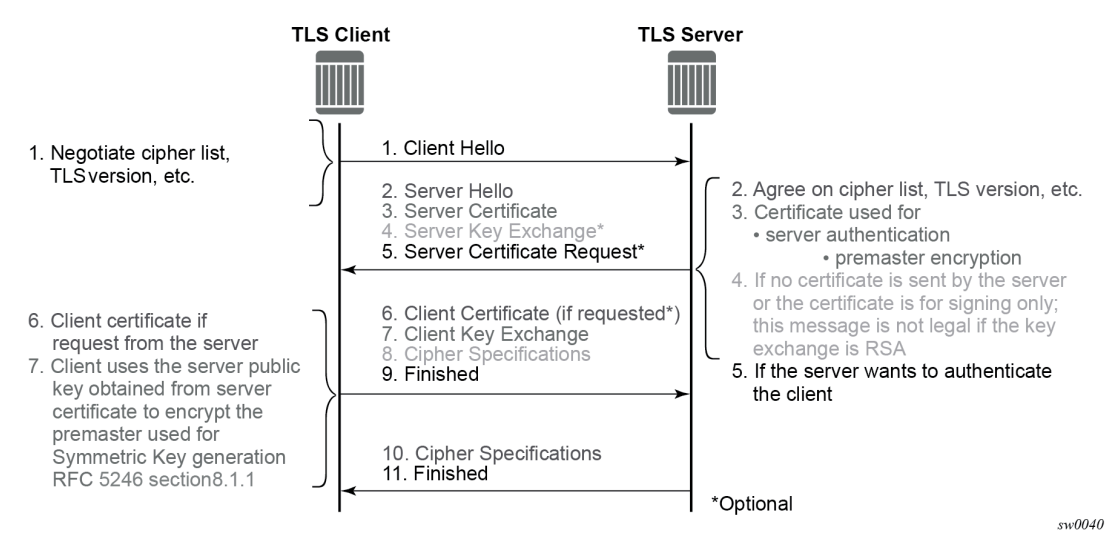 TLS Client
TLS Server
1. Negotiate cipher list,
TLS version, etc.
1. Client Hello
2. Server Hello
3. Server Certificate
4. Server Key Exchange*
5. Server Certificate Request*
2. Agree on cipher list, TLS version, etc.
3. Certificate used for
• server authentication
• premaster encryption
4. If no certificate is sent by the server
or the certificate is for signing only;
this message is not legal if the key
exchange is RSA
5. If the server wants to authenticate
the client
6. Client certificate if
request from the server
7. Client uses the server public
key obtained from server
certificate to encrypt the
premaster used for
Symmetric Key generation
RFC 5246 section8.1.1
6. Client Certificate (if requested*)
7. Client Key Exchange
8. Cipher Specifications
9. Finished
10. Cipher Specifications
11. Finished
*Optional
sw0040